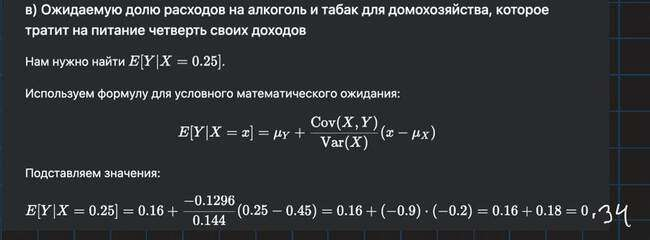 в) Ожидаемую долю расходов на алкоголь и табак для домохозяйства, которое
тратит на питание четверть своих доходов
Нам нужно найти E[Y|X = 0.25].
Используем формулу для условного математического ожидания:
E[Y|X = x] = μ_Y + Cov(X, Y)/Var(X) (x − μ_X)
Подставляем значения:
E[Y|X = 0.25] = 0.16 + −0.1296/0.144 (0.25 − 0.45) = 0.16 + (−0.9) · (−0.2) = 0.16 + 0.18 = 0.34